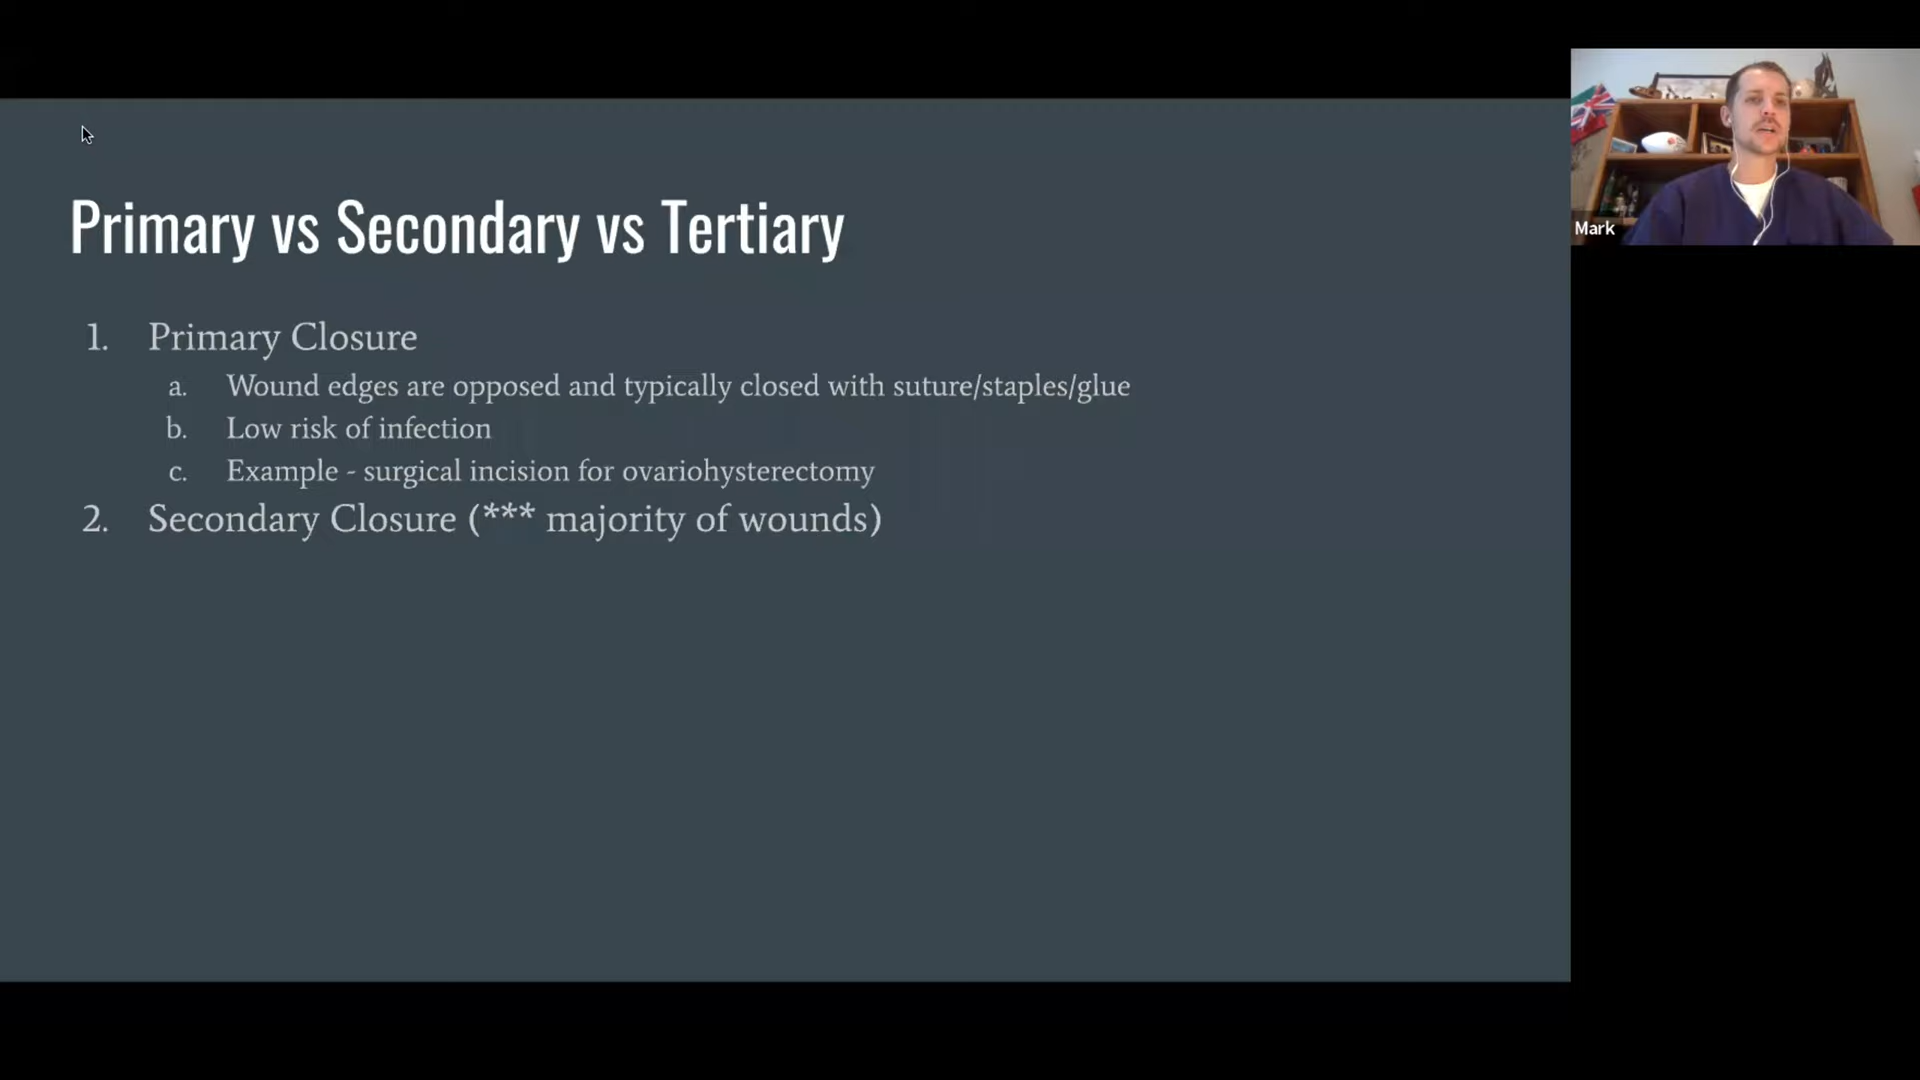 Primary vs Secondary vs Tertiary
1. Primary Closure
a. Wound edges are opposed and typically closed with suture/staples/glue
b. Low risk of infection
c. Example - surgical incision for ovariohysterectomy
2. Secondary Closure (*** majority of wounds)
Mark